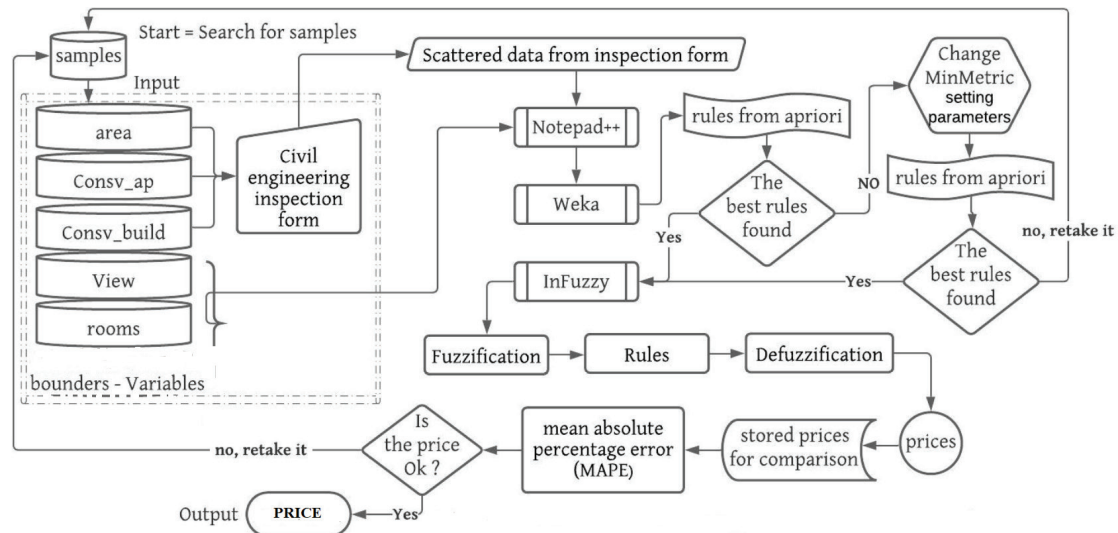 Start = Search for samples
samples
Input
area
Consv_ap
Consv_build
View
rooms
bounders - Variables
Civil
engineering
inspection
form
Scattered data from inspection form
Notepad++
Weka
rules from apriori
The
best rules
found
Yes
NO
Change
MinMetric
setting
parameters
rules from apriori
The
best rules
found
no, retake it
Yes
InFuzzy
Fuzzification
Rules
Defuzzification
prices
stored prices
for comparison
mean absolute
percentage error
(MAPE)
Is
the price
Ok ?
no, retake it
Yes
Output
PRICE